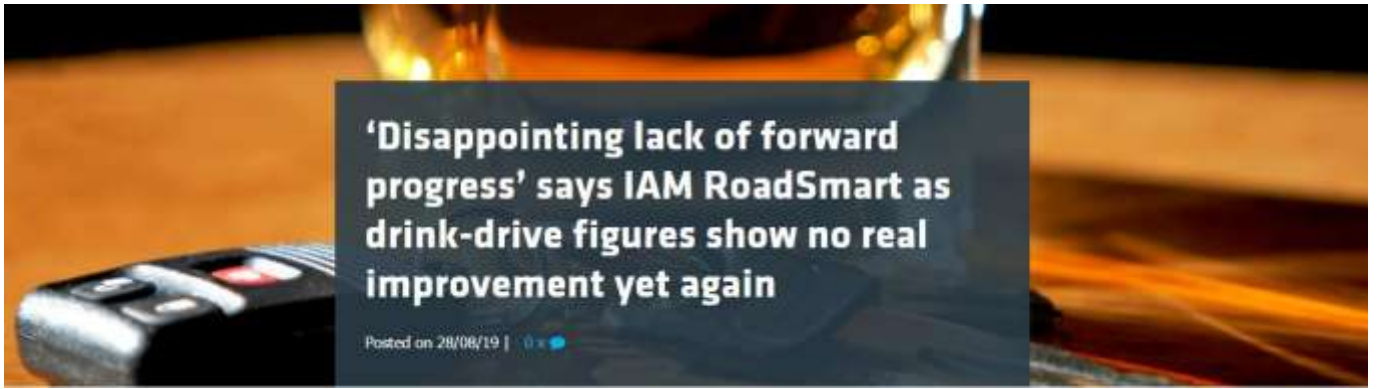 ‘Disappointing lack of forward
progress’ says IAM RoadSmart as
drink-drive figures show no real
improvement yet again
Posted on 28/08/19 | 0 x